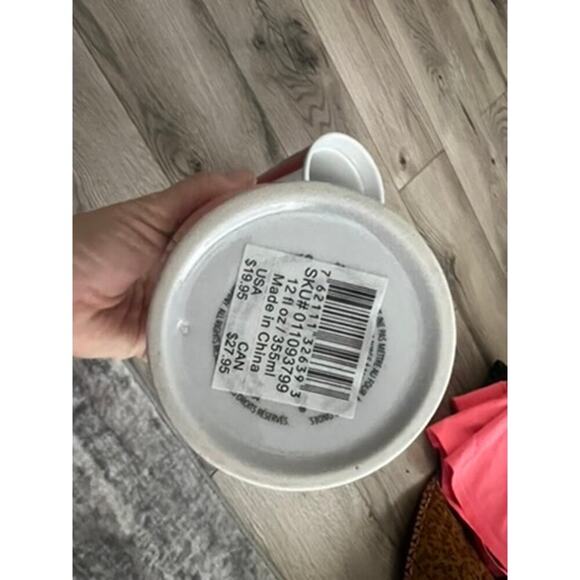 7 62111 32639 3
SKU# 011093799
12 fl oz / 355ml
Made in China
USA CAN
$19.95 $27.95